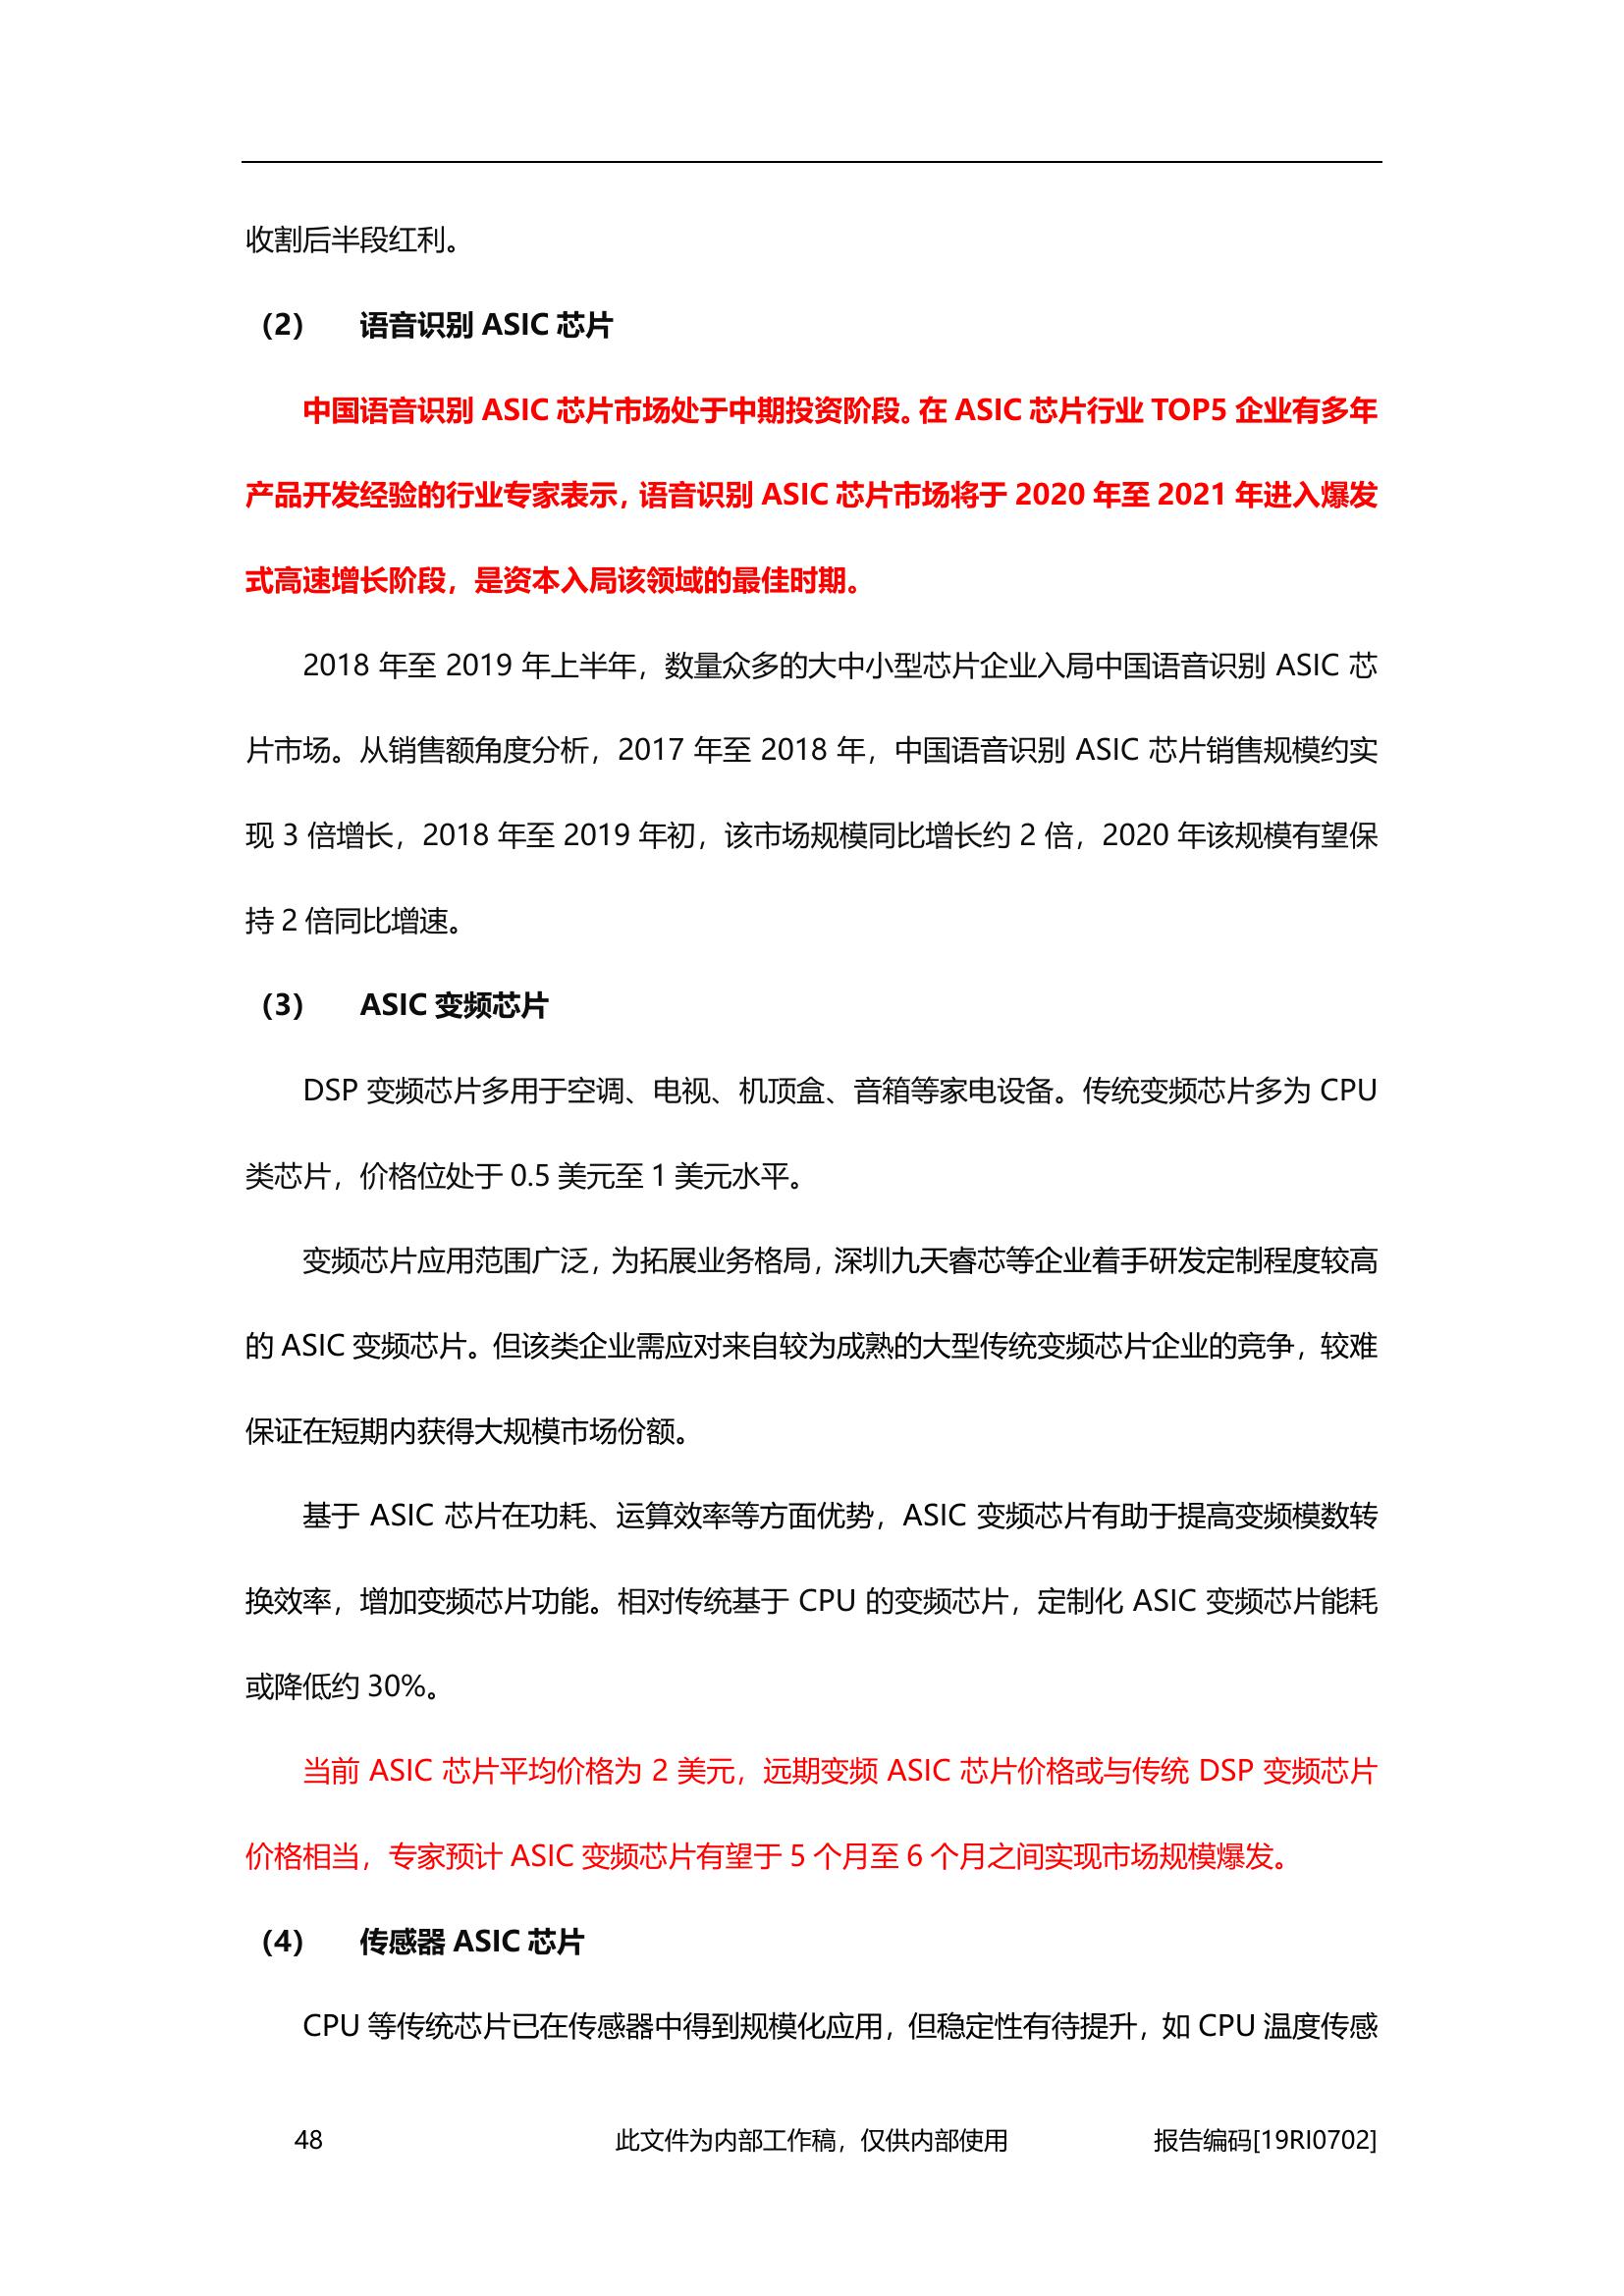 收割后半段红利。
（2） 语音识别 ASIC 芯片
中国语音识别 ASIC 芯片市场处于中期投资阶段。在 ASIC 芯片行业 TOP5 企业有多年
产品开发经验的行业专家表示，语音识别 ASIC 芯片市场将于 2020 年至 2021 年进入爆发
式高速增长阶段，是资本入局该领域的最佳时期。
2018 年至 2019 年上半年，数量众多的大中小型芯片企业入局中国语音识别 ASIC 芯
片市场。从销售额角度分析，2017 年至 2018 年，中国语音识别 ASIC 芯片销售规模约实
现 3 倍增长，2018 年至 2019 年初，该市场规模同比增长约 2 倍，2020 年该规模有望保
持 2 倍同比增速。
（3） ASIC 变频芯片
DSP 变频芯片多用于空调、电视、机顶盒、音箱等家电设备。传统变频芯片多为 CPU
类芯片，价格位处于 0.5 美元至 1 美元水平。
变频芯片应用范围广泛，为拓展业务格局，深圳九天睿芯等企业着手研发定制程度较高
的 ASIC 变频芯片。但该类企业需应对来自较为成熟的大型传统变频芯片企业的竞争，较难
保证在短期内获得大规模市场份额。
基于 ASIC 芯片在功耗、运算效率等方面优势，ASIC 变频芯片有助于提高变频模数转
换效率，增加变频芯片功能。相对传统基于 CPU 的变频芯片，定制化 ASIC 变频芯片能耗
或降低约 30%。
当前 ASIC 芯片平均价格为 2 美元，远期变频 ASIC 芯片价格或与传统 DSP 变频芯片
价格相当，专家预计 ASIC 变频芯片有望于 5 个月至 6 个月之间实现市场规模爆发。
（4） 传感器 ASIC 芯片
CPU 等传统芯片已在传感器中得到规模化应用，但稳定性有待提升，如 CPU 温度传感
48 此文件为内部工作稿，仅供内部使用 报告编码[19RI0702]